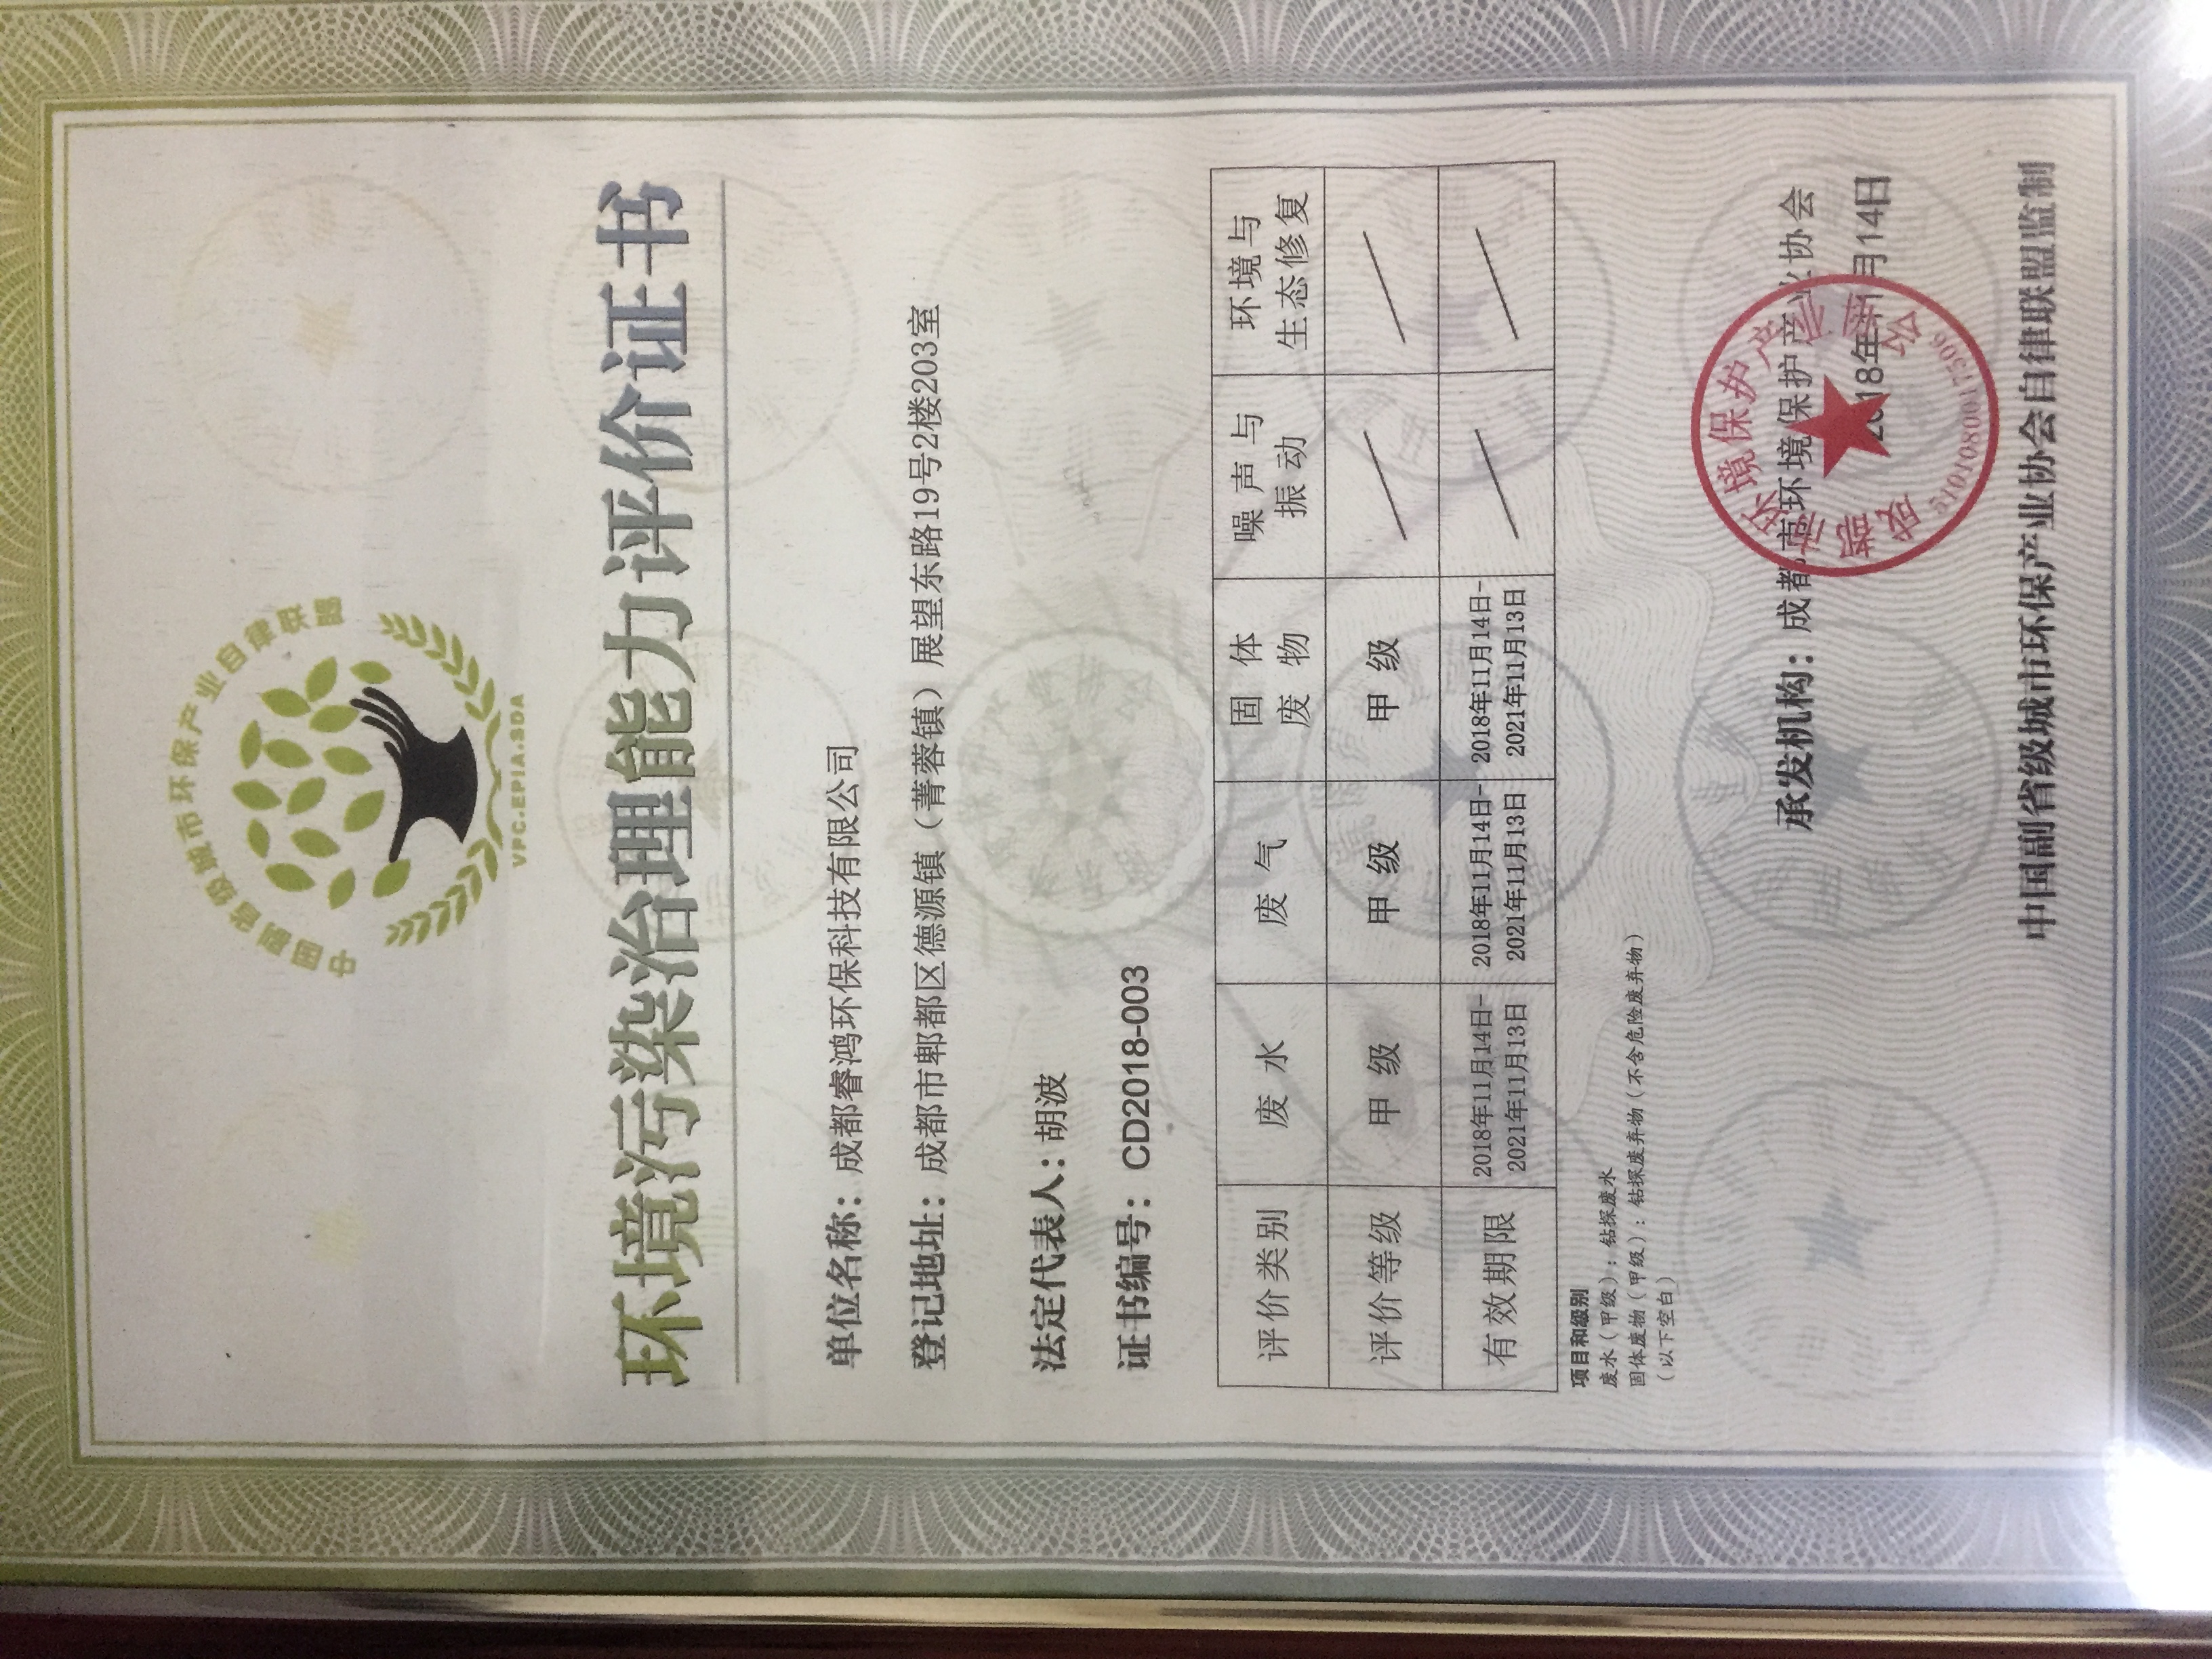 中国副省级城市环保产业自律联盟
VPC.EPIA.SDA
环境污染治理能力评价证书
单位名称：成都睿鸿环保科技有限公司
登记地址：成都市郫都区德源镇（菁蓉镇）展望东路19号2楼203室
法定代表人：胡波
证书编号：CD2018-003
评价类别 废水 废气 固体废物 噪声与振动 环境与生态修复
评价等级 甲级 甲级 甲级 / /
有效期限 2018年11月14日-2021年11月13日 2018年11月14日-2021年11月13日 2018年11月14日-2021年11月13日 / /
项目和级别
废水（甲级）：钻探废水
固体废物（甲级）：钻探废弃物（不含危险废弃物）
（以下空白）
承发机构：成都市环境保护产业协会
2018年11月14日
成都市环境保护产业协会
5101080017506
中国副省级城市环保产业协会自律联盟监制